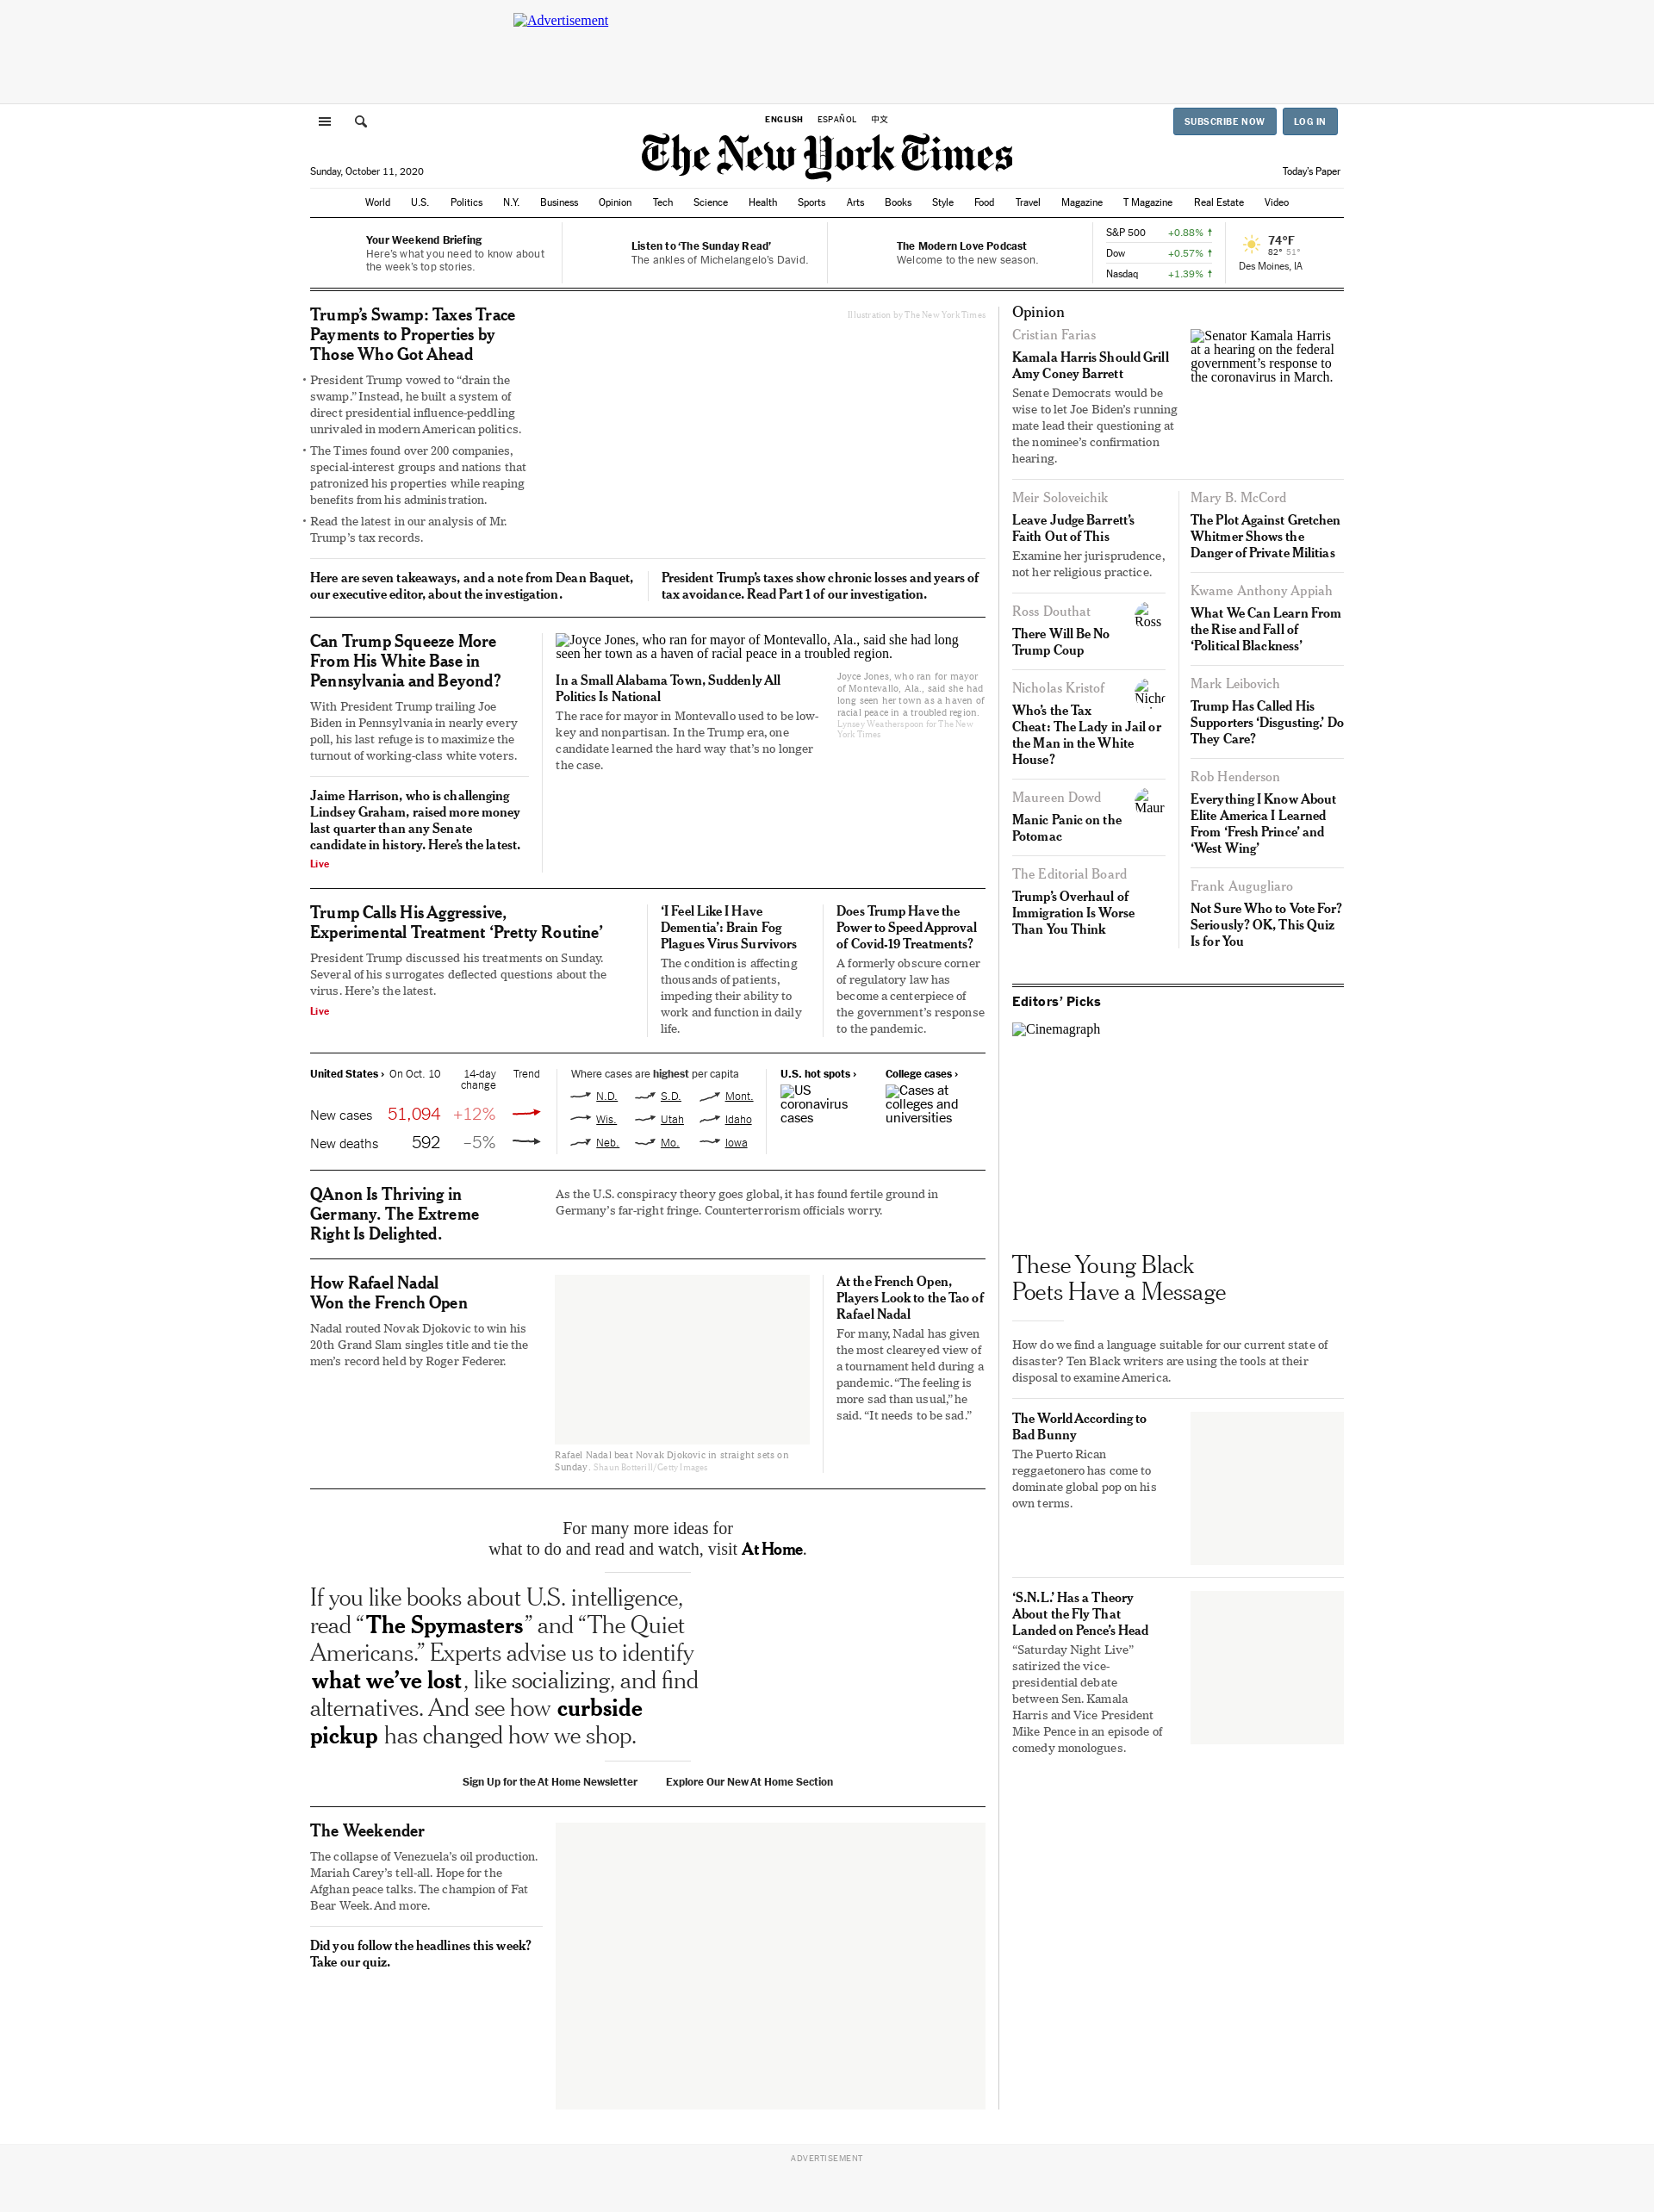 Advertisement
ENGLISH ESPAÑOL 中文
SUBSCRIBE NOW LOG IN
The New York Times
Sunday, October 11, 2020
Today's Paper
World U.S. Politics N.Y. Business Opinion Tech Science Health Sports Arts Books Style Food Travel Magazine T Magazine Real Estate Video
Your Weekend Briefing
Here's what you need to know about
the week's top stories.
Listen to ‘The Sunday Read’
The ankles of Michelangelo's David.
The Modern Love Podcast
Welcome to the new season.
S&P 500 +0.88%
Dow +0.57%
Nasdaq +1.39%
74°F
82° 51°
Des Moines, IA
Trump’s Swamp: Taxes Trace
Payments to Properties by
Those Who Got Ahead
• President Trump vowed to “drain the
swamp.” Instead, he built a system of
direct presidential influence-peddling
unrivaled in modern American politics.
• The Times found over 200 companies,
special-interest groups and nations that
patronized his properties while reaping
benefits from his administration.
• Read the latest in our analysis of Mr.
Trump’s tax records.
Illustration by The New York Times
Here are seven takeaways, and a note from Dean Baquet,
our executive editor, about the investigation.
President Trump’s taxes show chronic losses and years of
tax avoidance. Read Part 1 of our investigation.
Can Trump Squeeze More
From His White Base in
Pennsylvania and Beyond?
With President Trump trailing Joe
Biden in Pennsylvania in nearly every
poll, his last refuge is to maximize the
turnout of working-class white voters.
Jaime Harrison, who is challenging
Lindsey Graham, raised more money
last quarter than any Senate
candidate in history. Here’s the latest.
Live
Joyce Jones, who ran for mayor of Montevallo, Ala., said she had long
seen her town as a haven of racial peace in a troubled region.
In a Small Alabama Town, Suddenly All
Politics Is National
The race for mayor in Montevallo used to be low-
key and nonpartisan. In the Trump era, one
candidate learned the hard way that’s no longer
the case.
Joyce Jones, who ran for mayor
of Montevallo, Ala., said she had
long seen her town as a haven of
racial peace in a troubled region.
Lynsey Weatherspoon for The New
York Times
Trump Calls His Aggressive,
Experimental Treatment ‘Pretty Routine’
President Trump discussed his treatments on Sunday.
Several of his surrogates deflected questions about the
virus. Here’s the latest.
Live
‘I Feel Like I Have
Dementia’: Brain Fog
Plagues Virus Survivors
The condition is affecting
thousands of patients,
impeding their ability to
work and function in daily
life.
Does Trump Have the
Power to Speed Approval
of Covid-19 Treatments?
A formerly obscure corner
of regulatory law has
become a centerpiece of
the government’s response
to the pandemic.
United States › On Oct. 10 14-day
change Trend
New cases 51,094 +12%
New deaths 592 –5%
Where cases are highest per capita
N.D. S.D. Mont.
Wis. Utah Idaho
Neb. Mo. Iowa
U.S. hot spots ›
US
coronavirus
cases
College cases ›
Cases at
colleges and
universities
QAnon Is Thriving in
Germany. The Extreme
Right Is Delighted.
As the U.S. conspiracy theory goes global, it has found fertile ground in
Germany’s far-right fringe. Counterterrorism officials worry.
How Rafael Nadal
Won the French Open
Nadal routed Novak Djokovic to win his
20th Grand Slam singles title and tie the
men’s record held by Roger Federer.
Rafael Nadal beat Novak Djokovic in straight sets on
Sunday. Shaun Botterill/Getty Images
At the French Open,
Players Look to the Tao of
Rafael Nadal
For many, Nadal has given
the most cleareyed view of
a tournament held during a
pandemic. “The feeling is
more sad than usual,” he
said. “It needs to be sad.”
For many more ideas for
what to do and read and watch, visit At Home.
If you like books about U.S. intelligence,
read “The Spymasters” and “The Quiet
Americans.” Experts advise us to identify
what we’ve lost, like socializing, and find
alternatives. And see how curbside
pickup has changed how we shop.
Sign Up for the At Home Newsletter Explore Our New At Home Section
The Weekender
The collapse of Venezuela’s oil production.
Mariah Carey’s tell-all. Hope for the
Afghan peace talks. The champion of Fat
Bear Week. And more.
Did you follow the headlines this week?
Take our quiz.
Opinion
Cristian Farias
Kamala Harris Should Grill
Amy Coney Barrett
Senate Democrats would be
wise to let Joe Biden’s running
mate lead their questioning at
the nominee’s confirmation
hearing.
Senator Kamala Harris
at a hearing on the federal
government’s response to
the coronavirus in March.
Meir Soloveichik
Leave Judge Barrett’s
Faith Out of This
Examine her jurisprudence,
not her religious practice.
Ross Douthat
There Will Be No
Trump Coup
Ross
Nicholas Kristof
Who’s the Tax
Cheat: The Lady in Jail or
the Man in the White
House?
Nicho
Maureen Dowd
Manic Panic on the
Potomac
Maur
The Editorial Board
Trump’s Overhaul of
Immigration Is Worse
Than You Think
Mary B. McCord
The Plot Against Gretchen
Whitmer Shows the
Danger of Private Militias
Kwame Anthony Appiah
What We Can Learn From
the Rise and Fall of
‘Political Blackness’
Mark Leibovich
Trump Has Called His
Supporters ‘Disgusting.’ Do
They Care?
Rob Henderson
Everything I Know About
Elite America I Learned
From ‘Fresh Prince’ and
‘West Wing’
Frank Augugliaro
Not Sure Who to Vote For?
Seriously? OK, This Quiz
Is for You
Editors’ Picks
Cinemagraph
These Young Black
Poets Have a Message
How do we find a language suitable for our current state of
disaster? Ten Black writers are using the tools at their
disposal to examine America.
The World According to
Bad Bunny
The Puerto Rican
reggaetonero has come to
dominate global pop on his
own terms.
‘S.N.L.’ Has a Theory
About the Fly That
Landed on Pence’s Head
“Saturday Night Live”
satirized the vice-
presidential debate
between Sen. Kamala
Harris and Vice President
Mike Pence in an episode of
comedy monologues.
ADVERTISEMENT